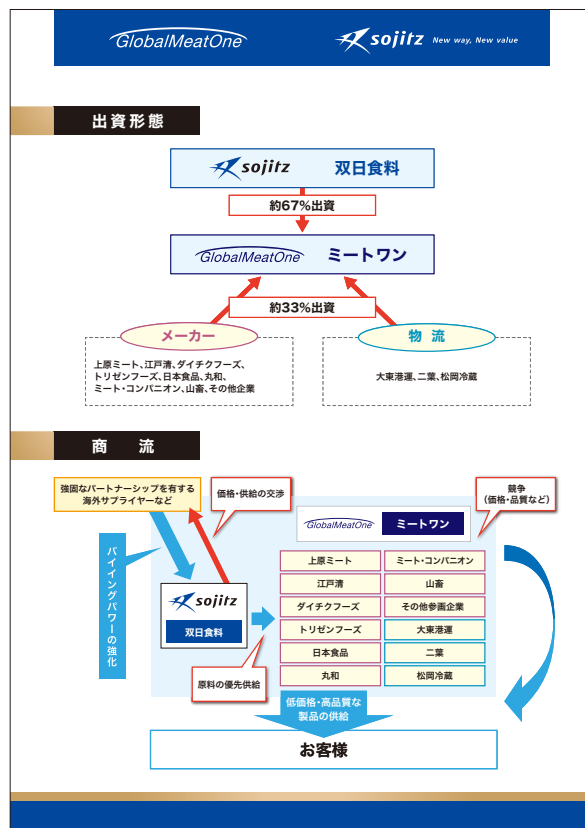 GlobalMeatOne
sojitz New way, New value
出資形態
sojitz 双日食料
約67%出資
GlobalMeatOne ミートワン
約33%出資
メーカー
上原ミート、江戸清、ダイチクフーズ、
トリゼンフーズ、日本食品、丸和、
ミート・コンパニオン、山畜、その他企業
物流
大東港運、二葉、松岡冷蔵
商流
強固なパートナーシップを有する
海外サプライヤーなど
価格・供給の交渉
競争
（価格・品質など）
GlobalMeatOne ミートワン
バイイングパワーの強化
sojitz
双日食料
原料の優先供給
上原ミート
江戸清
ダイチクフーズ
トリゼンフーズ
日本食品
丸和
ミート・コンパニオン
山畜
その他参画企業
大東港運
二葉
松岡冷蔵
低価格・高品質な
製品の供給
お客様